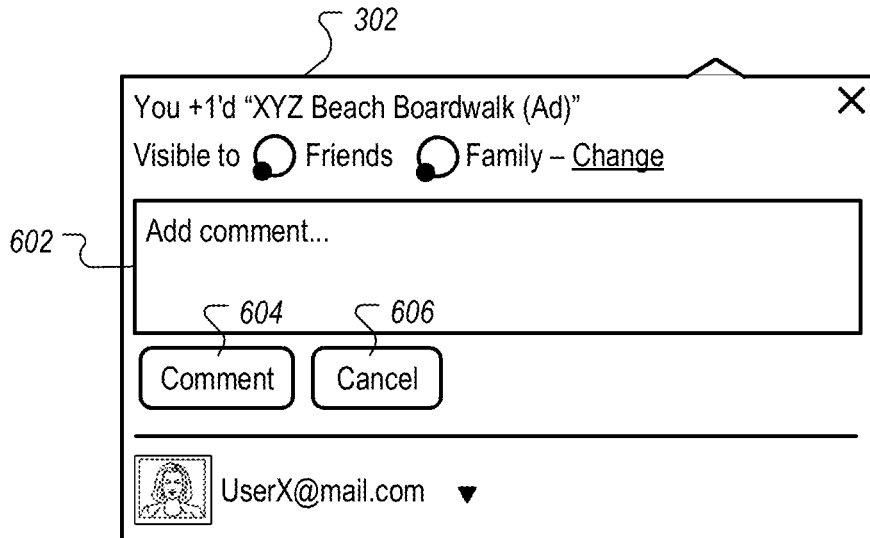 302
You +1'd “XYZ Beach Boardwalk (Ad)”
Visible to Friends Family – Change
602
Add comment...
604 606
Comment Cancel
UserX@mail.com